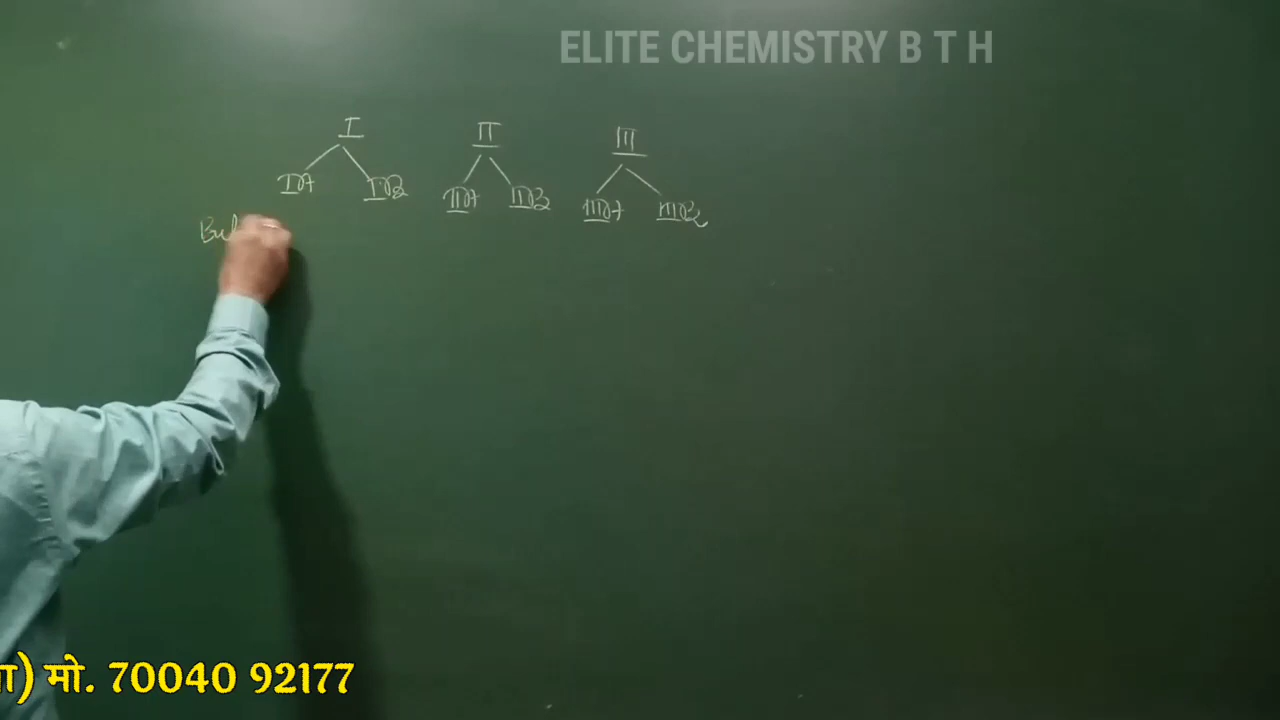 ELITE CHEMISTRY B T H
I II III
IA IB IIA IIB IIIA IIIB
ा) मो. 70040 92177